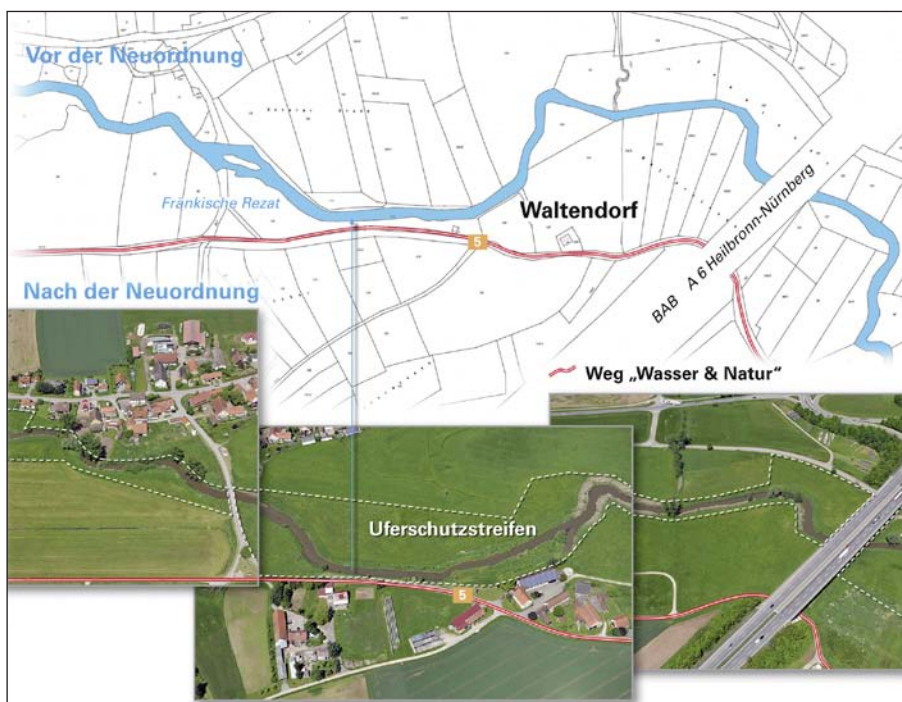 Vor der Neuordnung
Fränkische Rezat
Waltendorf
5
BAB A 6 Heilbronn-Nürnberg
Nach der Neuordnung
Weg „Wasser & Natur“
Uferschutzstreifen
5